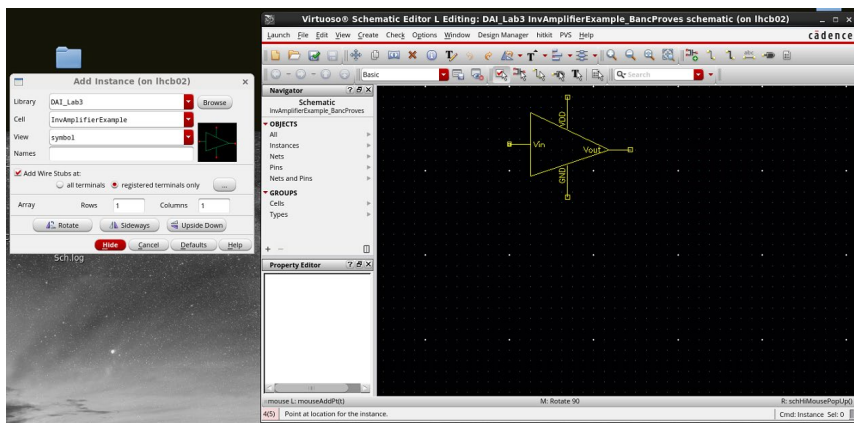 Virtuoso® Schematic Editor L Editing: DAI_Lab3 InvAmplifierExample_BancProves schematic (on lhcb02)
Launch File Edit View Create Check Options Window Design Manager hitkit PVS Help
cādence
Basic
Search
Add Instance (on lhcb02)
Library DAI_Lab3 Browse
Cell InvAmplifierExample
View symbol
Names
Add Wire Stubs at:
all terminals registered terminals only ...
Array Rows 1 Columns 1
Rotate Sideways Upside Down
Hide Cancel Defaults Help
Sch.log
Navigator
Schematic
InvAmplifierExample_BancProves
OBJECTS
All
Instances
Nets
Pins
Nets and Pins
GROUPS
Cells
Types
Property Editor
VDD
Vin
Vout
GND
mouse L: mouseAddPt(t) M: Rotate 90 R: schHiMousePopUp()
4(5) Point at location for the instance. Cmd: Instance Sel: 0